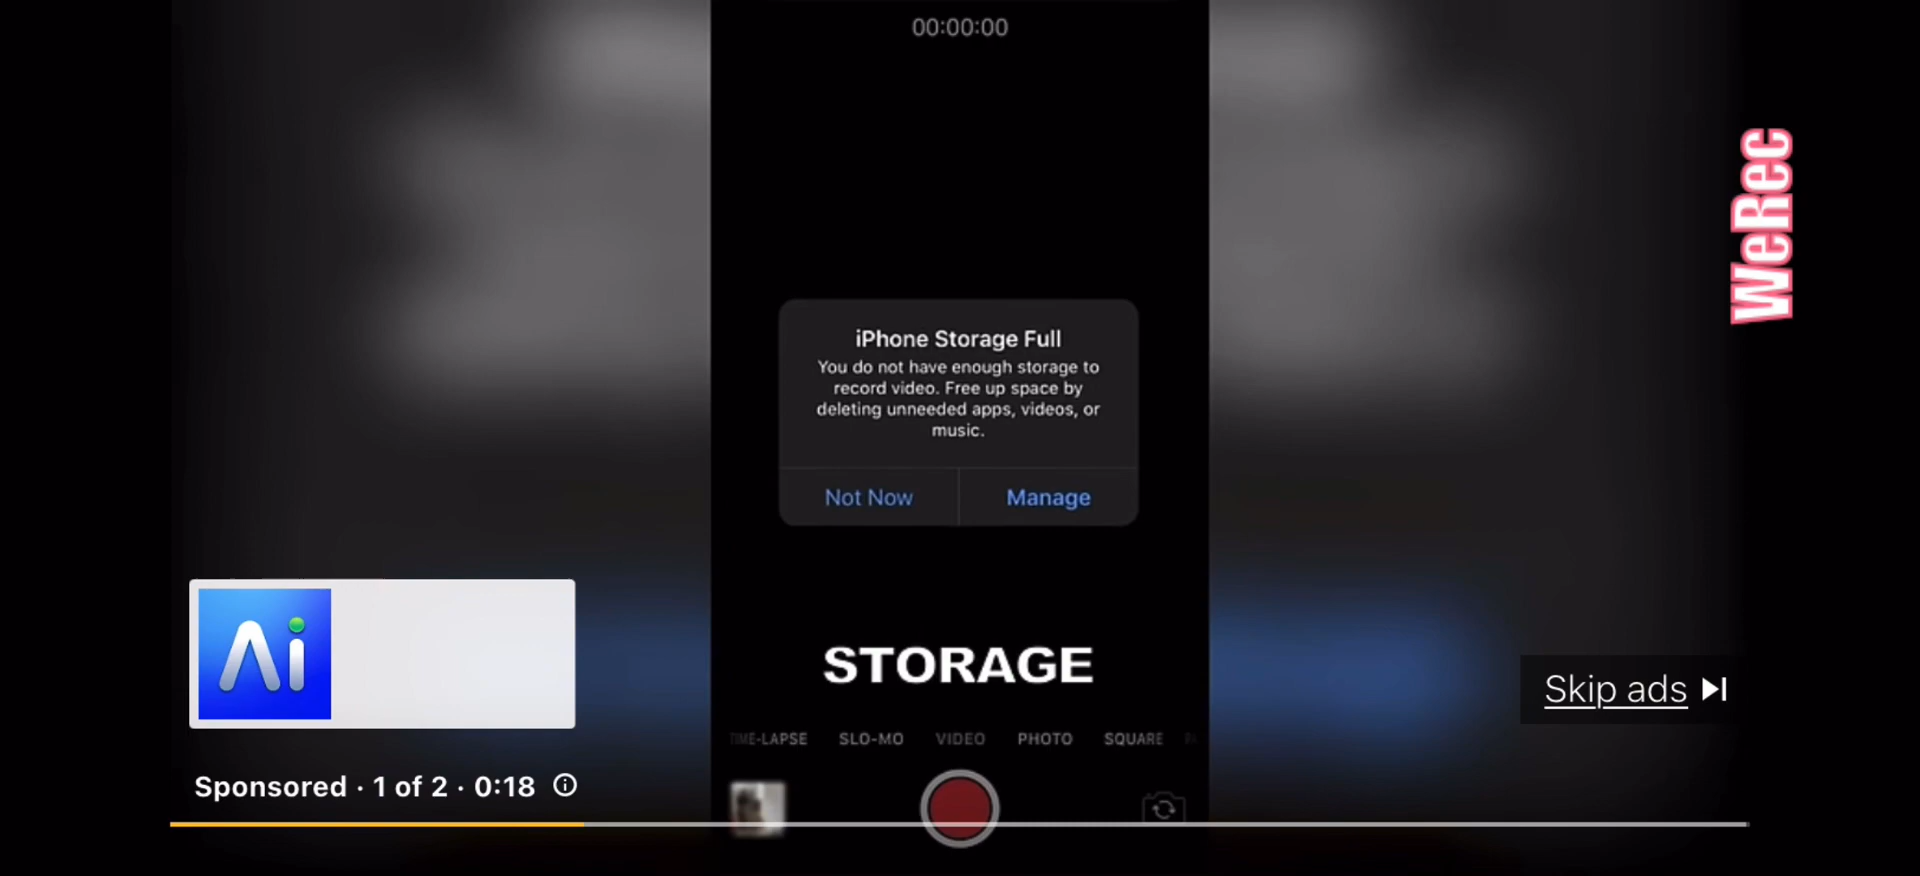 00:00:00
WeRec
iPhone Storage Full
You do not have enough storage to
record video. Free up space by
deleting unneeded apps, videos, or
music.
Not Now
Manage
Ai
STORAGE
Skip ads
TIME-LAPSE SLO-MO VIDEO PHOTO SQUARE
Sponsored · 1 of 2 · 0:18